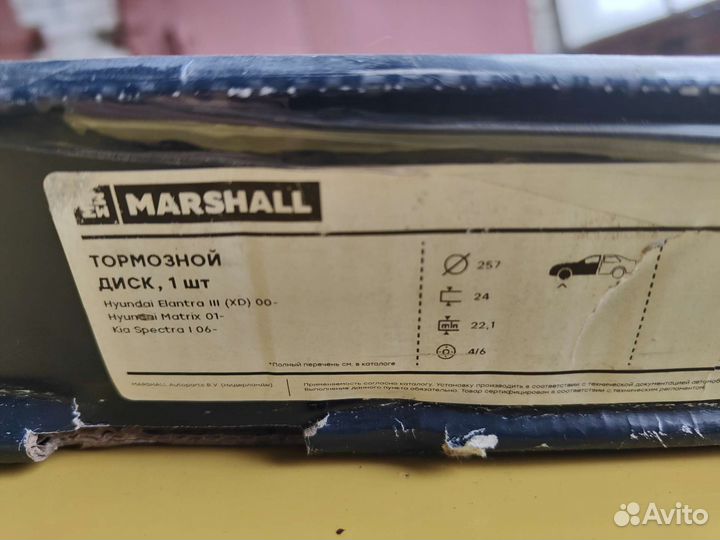 MARSHALL
ТОРМОЗНОЙ
ДИСК, 1 шт
Hyundai Elantra III (XD) 00-
Hyundai Matrix 01-
Kia Spectra I 06-
*Полный перечень см. в каталоге
257
24
min 22,1
4/6
MARSHALL Autoparts B.V. (Нидерланды)
Применяемость согласно каталогу. Установку производить в соответствии с технической документацией
Выполнение данного пункта обязательно. Товар сертифицирован в соответствии с техническим регламентом
Avito